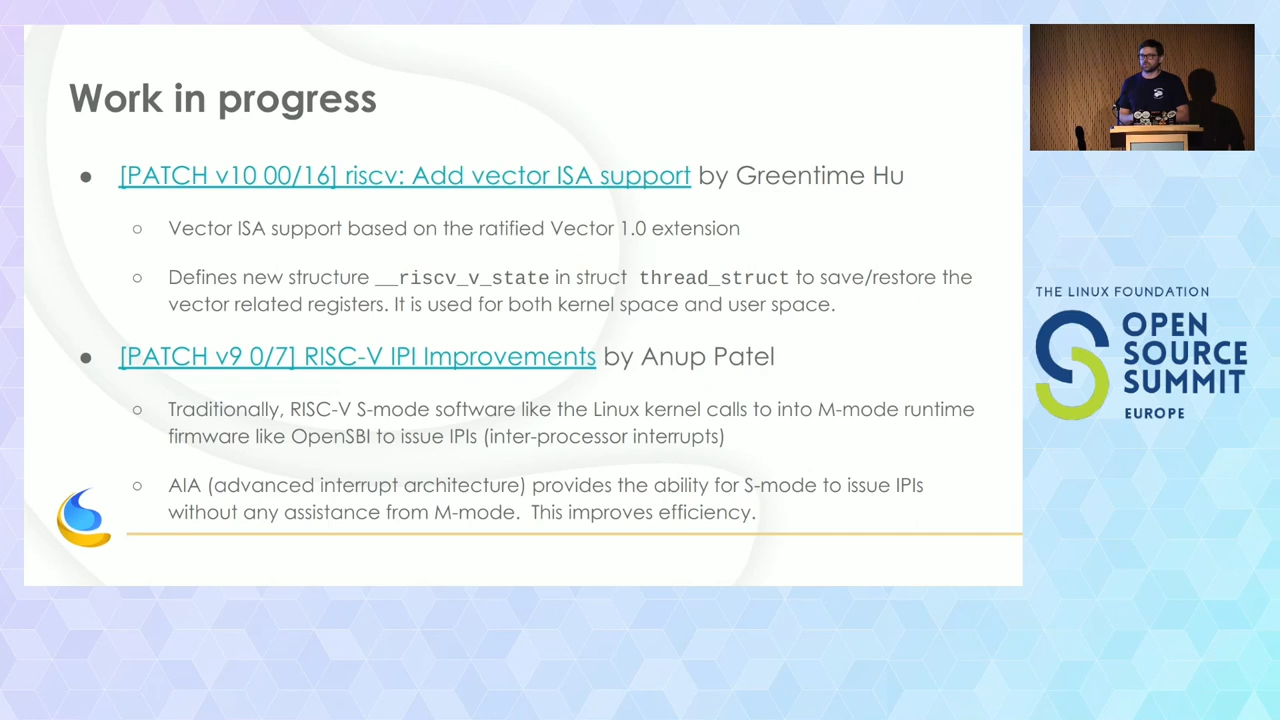 Work in progress
● [PATCH v10 00/16] riscv: Add vector ISA support by Greentime Hu
○ Vector ISA support based on the ratified Vector 1.0 extension
○ Defines new structure __riscv_v_state in struct thread_struct to save/restore the
vector related registers. It is used for both kernel space and user space.
● [PATCH v9 0/7] RISC-V IPI Improvements by Anup Patel
○ Traditionally, RISC-V S-mode software like the Linux kernel calls to into M-mode runtime
firmware like OpenSBI to issue IPIs (inter-processor interrupts)
○ AIA (advanced interrupt architecture) provides the ability for S-mode to issue IPIs
without any assistance from M-mode. This improves efficiency.
THE LINUX FOUNDATION
OPEN
SOURCE
SUMMIT
EUROPE